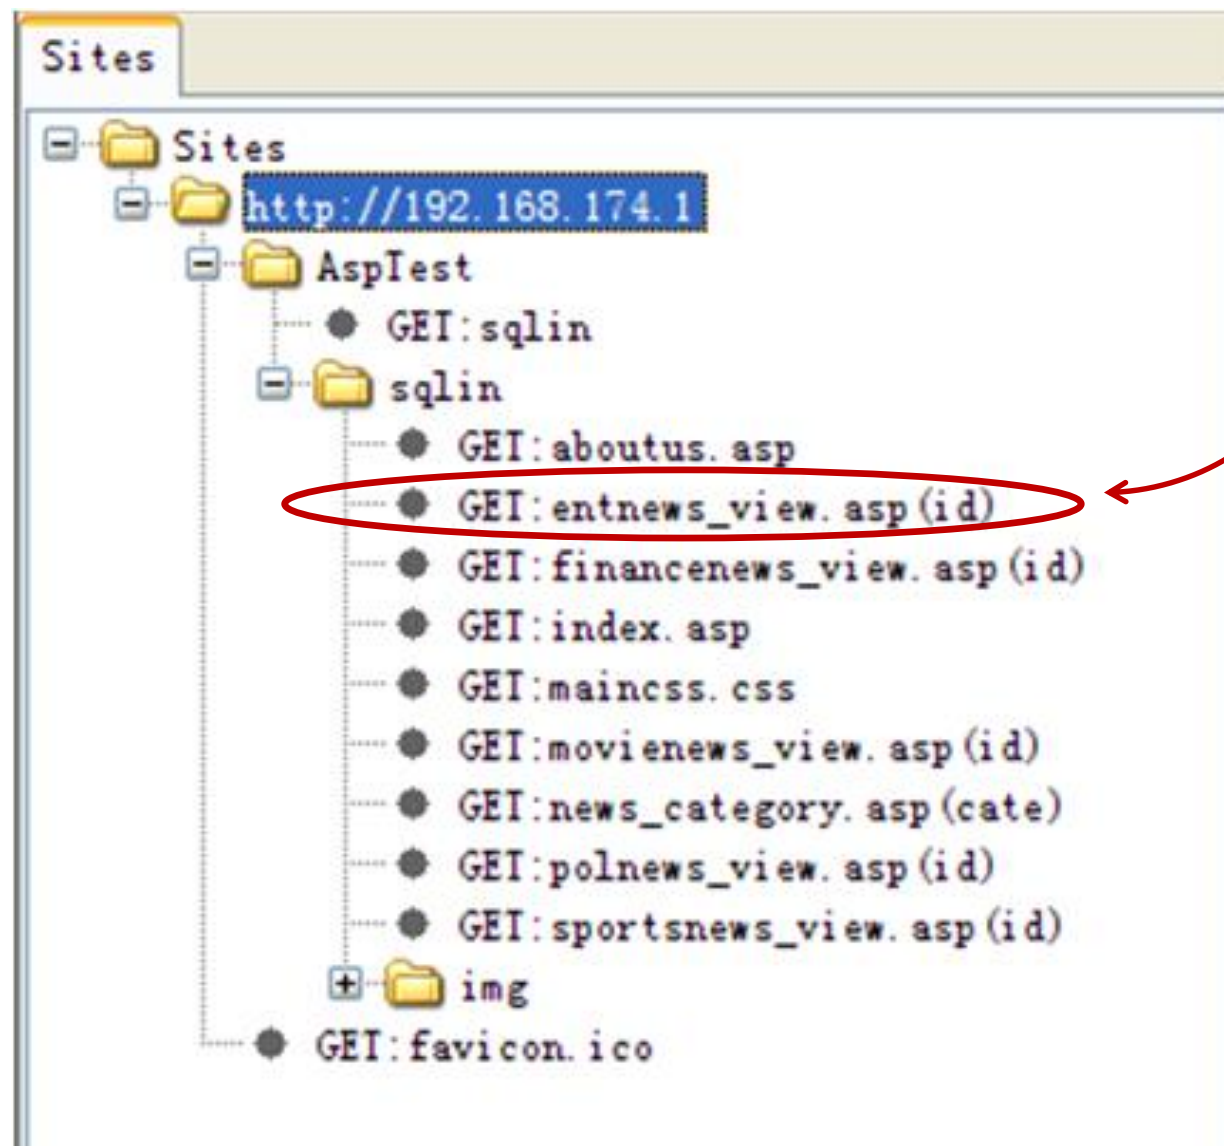 Sites
Sites
http://192.168.174.1
AspTest
GET:sqlin
sqlin
GET:aboutus.asp
GET:entnews_view.asp(id)
GET:financenews_view.asp(id)
GET:index.asp
GET:maincss.css
GET:movienews_view.asp(id)
GET:news_category.asp(cate)
GET:polnews_view.asp(id)
GET:sportsnews_view.asp(id)
img
GET:favicon.ico